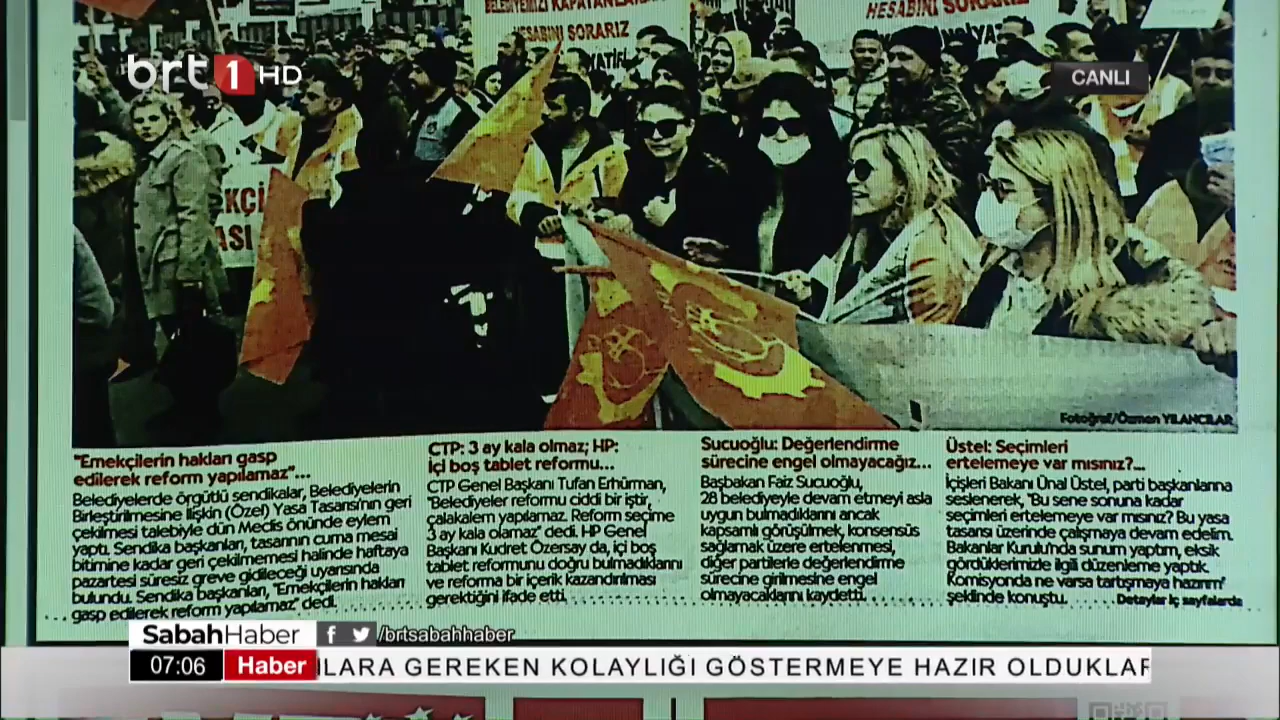 BELEDİYEMİZİ KAPATANLARDAN
HESABINI SORARIZ
HESABINI SORARIZ
brt 1 HD
CANLI
Fotoğraf/Özmen YILANCILAR
"Emekçilerin hakları gasp
edilerek reform yapılamaz"...
Belediyelerde örgütlü sendikalar, Belediyelerin
Birleştirilmesine İlişkin (Özel) Yasa Tasarısı'nın geri
çekilmesi talebiyle dün Meclis önünde eylem
yaptı. Sendika başkanları, tasarının cuma mesai
bitimine kadar geri çekilmemesi halinde haftaya
pazartesi süresiz greve gidileceği uyarısında
bulundu. Sendika başkanları, "Emekçilerin hakları
gasp edilerek reform yapılamaz" dedi.
CTP: 3 ay kala olmaz; HP:
İçi boş tablet reformu...
CTP Genel Başkanı Tufan Erhürman,
"Belediyeler reformu ciddi bir iştir,
çalakalem yapılamaz. Reform seçime
3 ay kala olamaz" dedi. HP Genel
Başkanı Kudret Özersay da, içi boş
tablet reformunu doğru bulmadıklarını
ve reforma bir içerik kazandırılması
gerektiğini ifade etti.
Sucuoğlu: Değerlendirme
sürecine engel olmayacağız...
Başbakan Faiz Sucuoğlu,
28 belediyeyle devam etmeyi asla
uygun bulmadıklarını ancak
kapsamlı görüşülmek, konsensüs
sağlamak üzere ertelenmesi,
diğer partilerle değerlendirme
sürecine girilmesine engel
olmayacaklarını kaydetti.
Üstel: Seçimleri
ertelemeye var mısınız?...
İçişleri Bakanı Ünal Üstel, parti başkanlarına
seslenerek, "Bu sene sonuna kadar
seçimleri ertelemeye var mısınız? Bu yasa
tasarısı üzerinde çalışmaya devam edelim.
Bakanlar Kurulu'nda sunum yaptım, eksik
gördüklerimizle ilgili düzenleme yaptık.
Komisyonda ne varsa tartışmaya hazırım"
şeklinde konuştu.
Detaylar iç sayfalarda
SabahHaber
/brtsabahhaber
07:06
Haber
LARA GEREKEN KOLAYLIĞI GÖSTERMEYE HAZIR OLDUKLAR